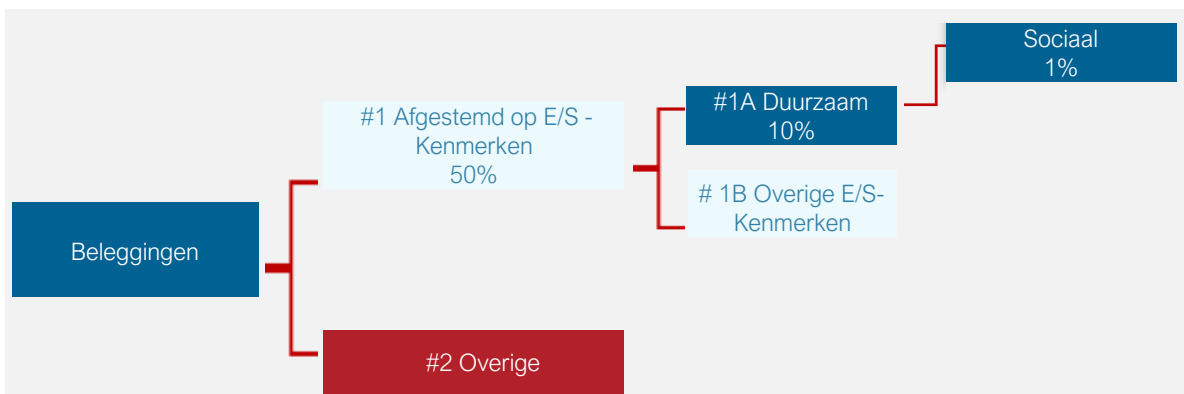 Sociaal
1%
#1A Duurzaam
10%
#1 Afgestemd op E/S -
Kenmerken
50%
# 1B Overige E/S-
Kenmerken
Beleggingen
#2 Overige